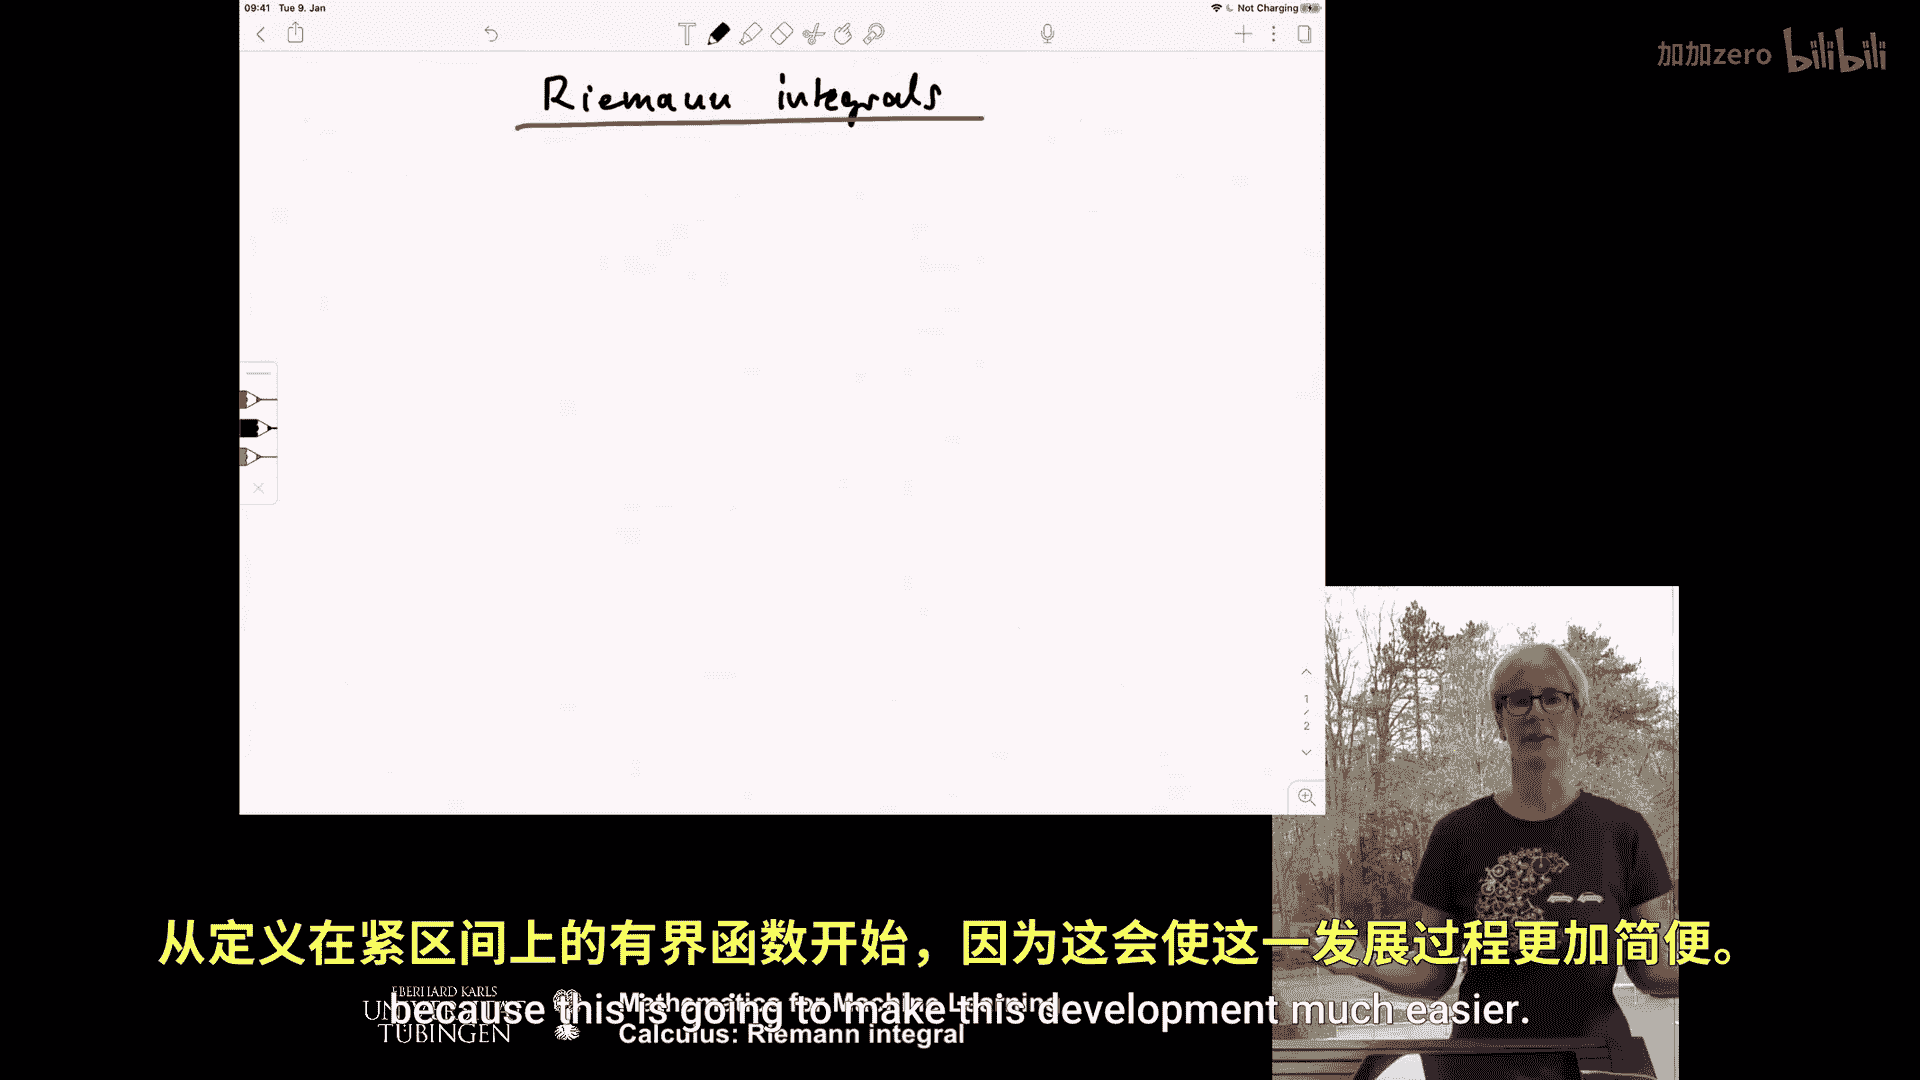 09:41 Tue 9. Jan
Not Charging
加加zero bilibili
Riemann integrals
1
2
从定义在紧区间上的有界函数开始，因为这会使这一发展过程更加简便。
because this is going to make this development much easier.
EBERHARD KARLS
UNIVERSITÄT
TÜBINGEN
Mathematics for Machine Learning
Calculus: Riemann integral